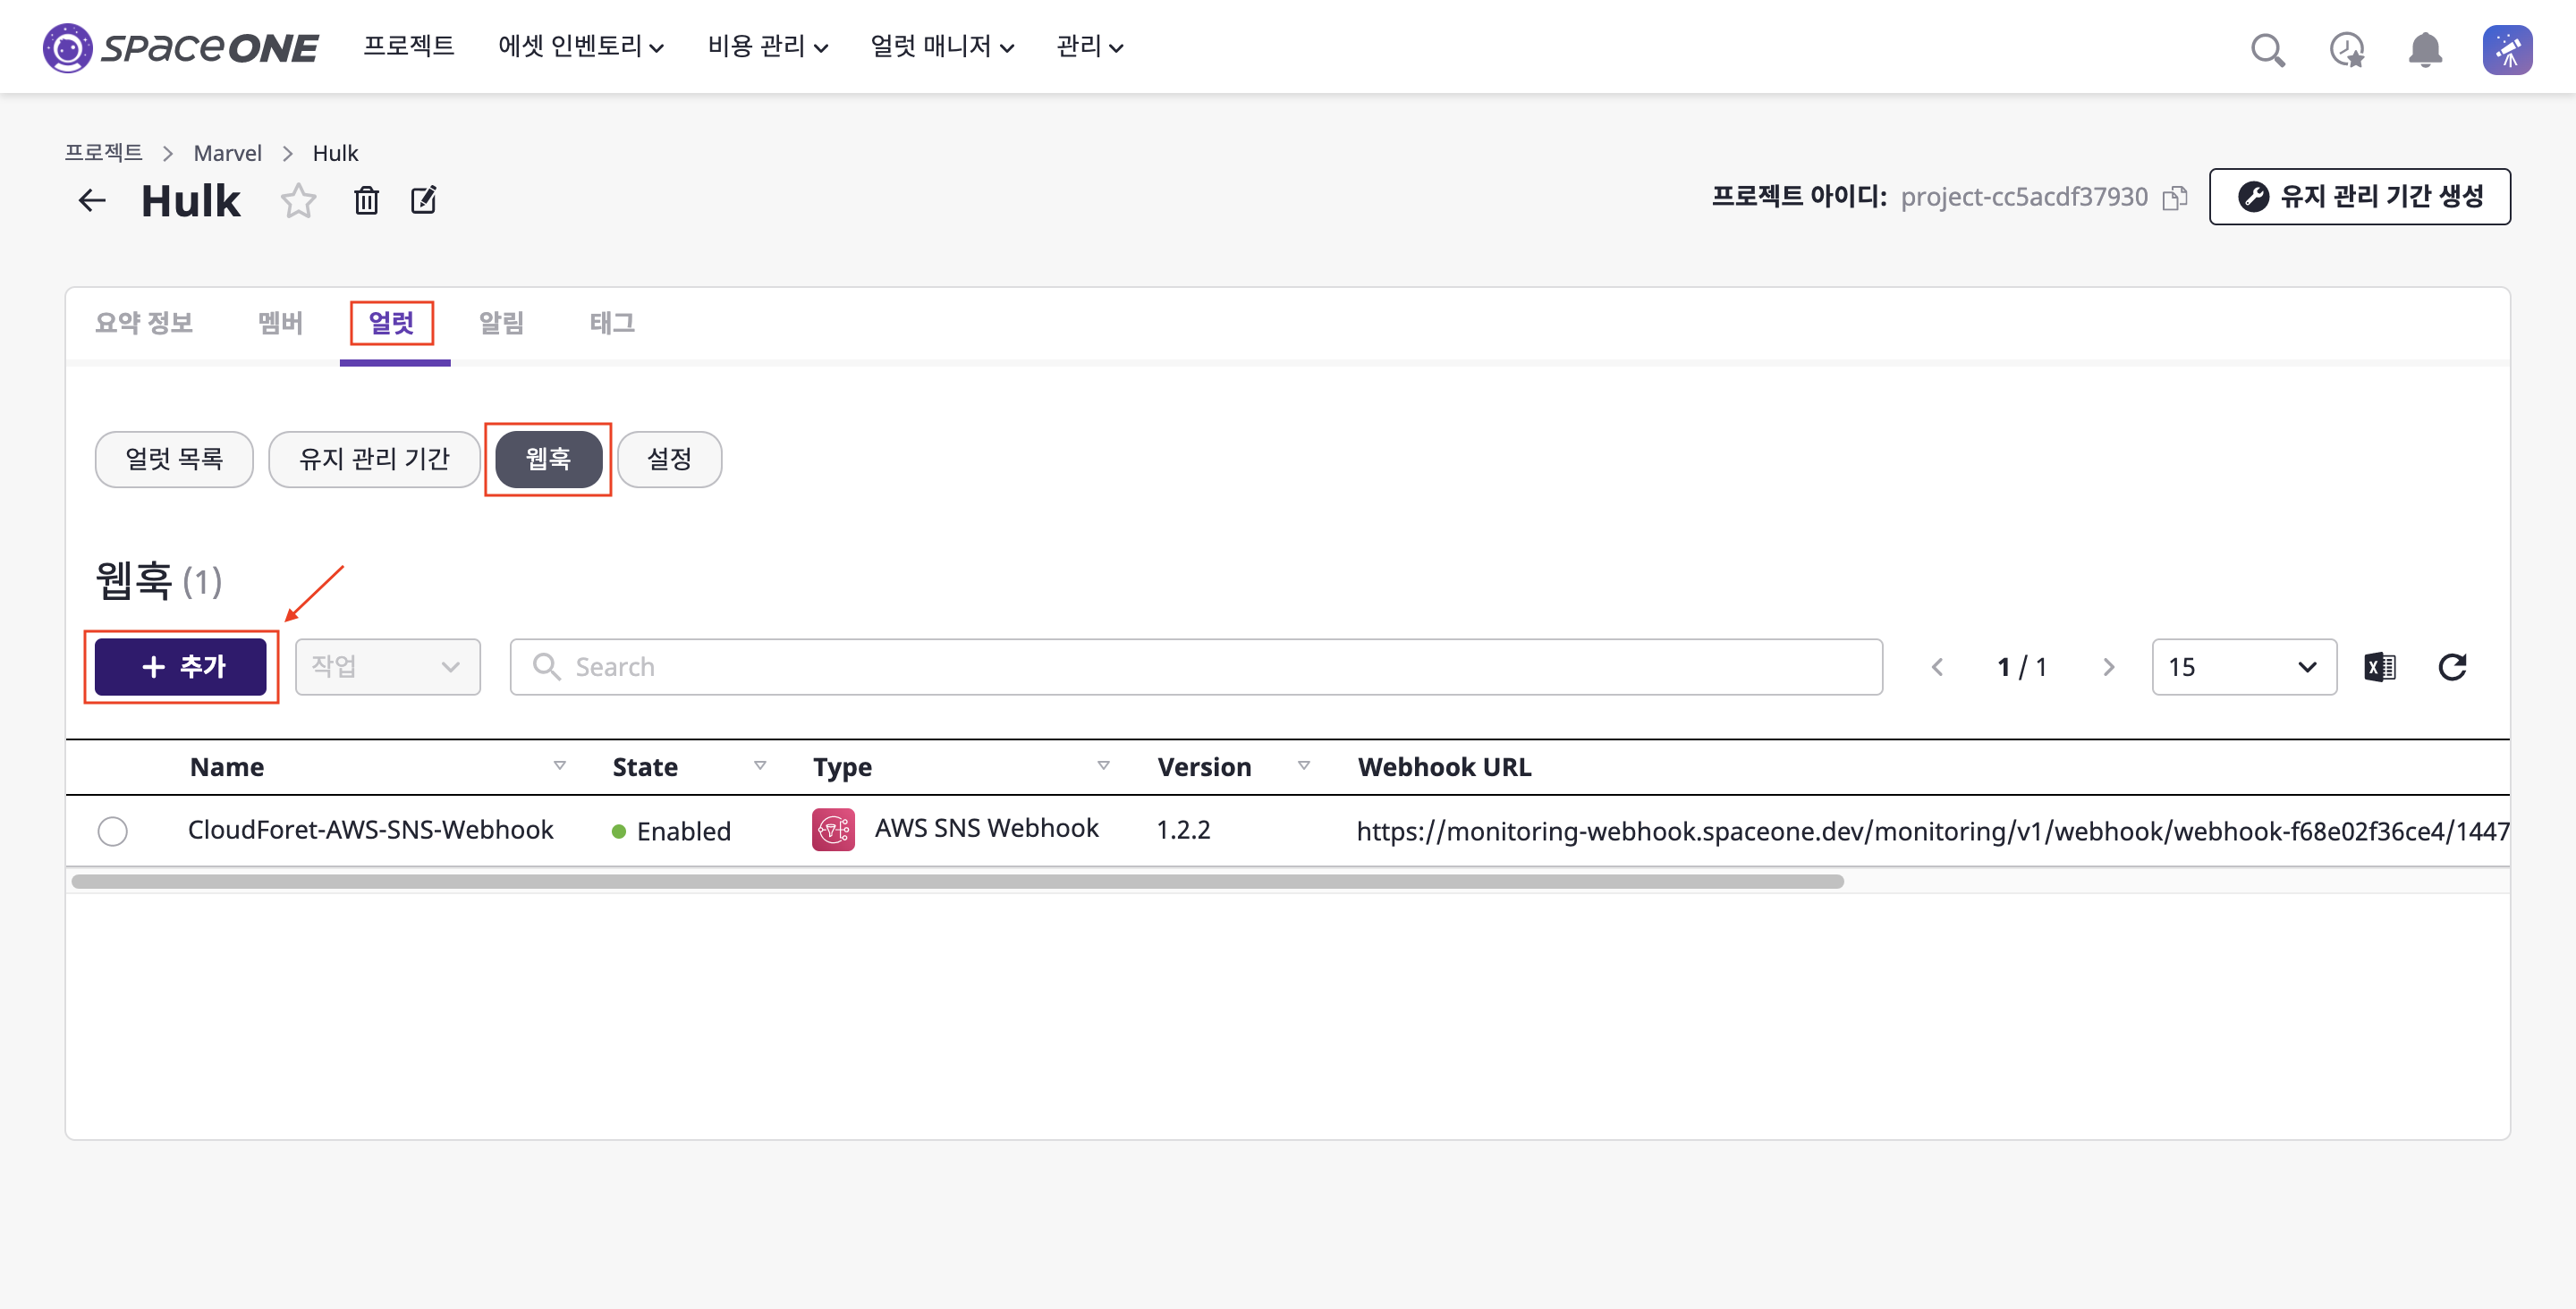 spaceONE 프로젝트 에셋 인벤토리 비용 관리 얼럿 매니저 관리
프로젝트 > Marvel > Hulk
Hulk 프로젝트 아이디: project-cc5acdf37930 유지 관리 기간 생성
요약 정보 멤버 얼럿 알림 태그
얼럿 목록 유지 관리 기간 웹훅 설정
웹훅 (1)
+ 추가 작업 Search 1 / 1 15
Name State Type Version Webhook URL
CloudForet-AWS-SNS-Webhook Enabled AWS SNS Webhook 1.2.2 https://monitoring-webhook.spaceone.dev/monitoring/v1/webhook/webhook-f68e02f36ce4/1447